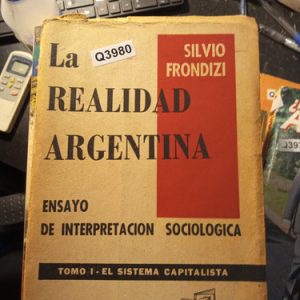 La
Q3980
SILVIO
FRONDIZI
REALIDAD
ARGENTINA
ENSAYO
DE INTERPRETACION SOCIOLOGICA
TOMO I - EL SISTEMA CAPITALISTA